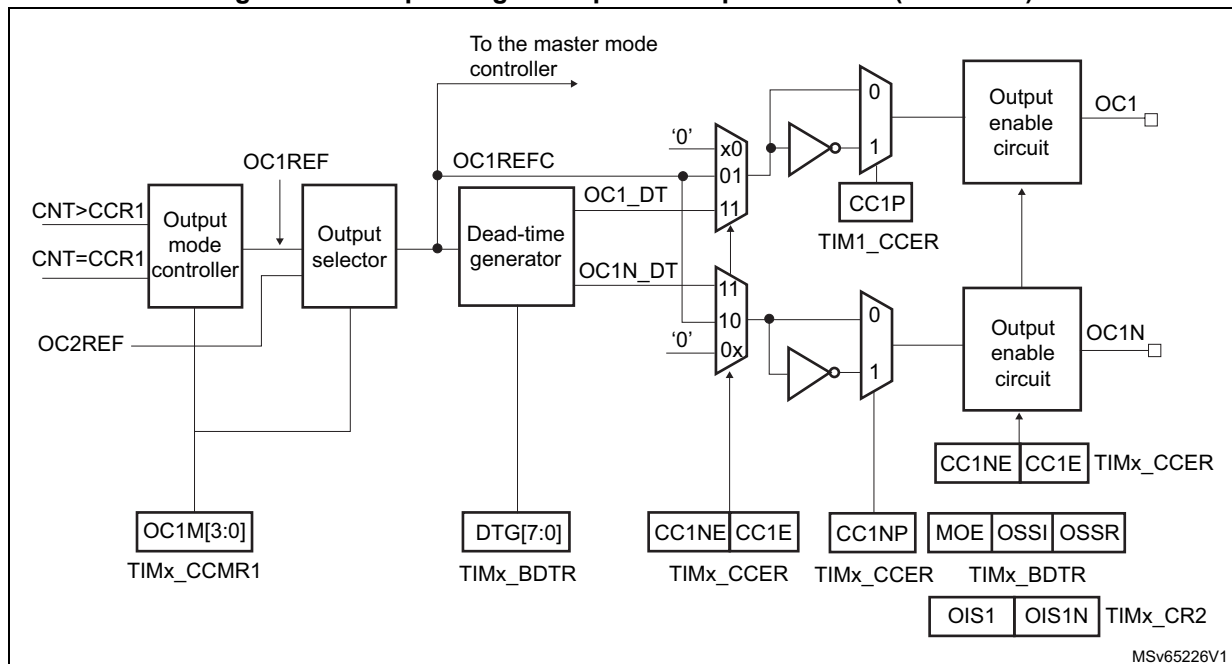 To the master mode
controller
OC1REF
OC1REFC
'0'
x0
01
11
0
1
CC1P
TIM1_CCER
Output
enable
circuit
OC1
CNT>CCR1
CNT=CCR1
Output
mode
controller
Output
selector
Dead-time
generator
OC1_DT
OC1N_DT
OC2REF
11
10
0x
'0'
0
1
Output
enable
circuit
OC1N
CC1NE
CC1E
TIMx_CCER
OC1M[3:0]
TIMx_CCMR1
DTG[7:0]
TIMx_BDTR
CC1NE
CC1E
TIMx_CCER
CC1NP
TIMx_CCER
MOE
OSSI
OSSR
TIMx_BDTR
OIS1
OIS1N
TIMx_CR2
MSv65226V1